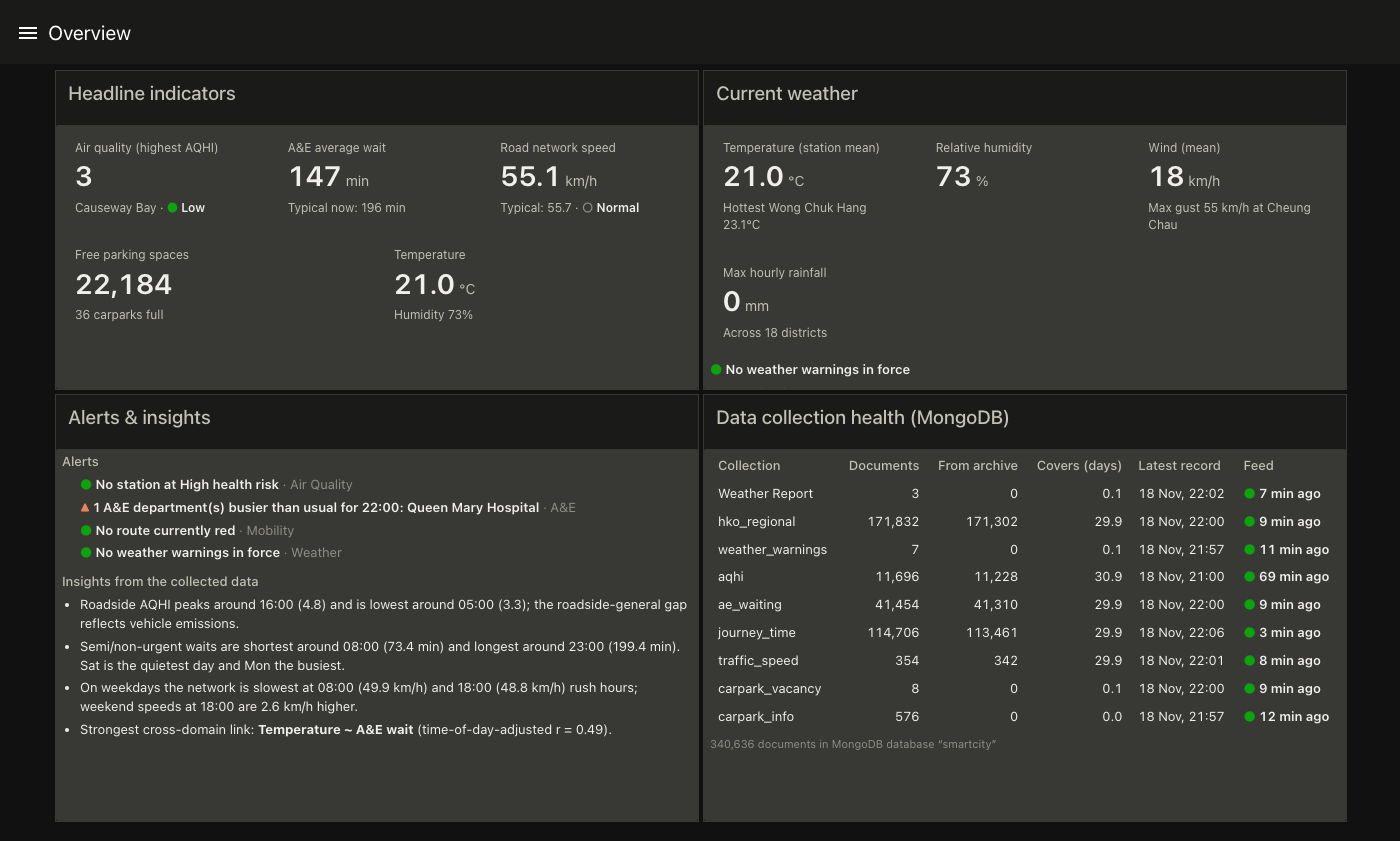 Overview
Headline indicators
Air quality (highest AQHI)
3
Causeway Bay · Low
A&E average wait
147 min
Typical now: 196 min
Road network speed
55.1 km/h
Typical: 55.7 · Normal
Free parking spaces
22,184
36 carparks full
Temperature
21.0 °C
Humidity 73%
Current weather
Temperature (station mean)
21.0 °C
Hottest Wong Chuk Hang
23.1°C
Relative humidity
73 %
Wind (mean)
18 km/h
Max gust 55 km/h at Cheung
Chau
Max hourly rainfall
0 mm
Across 18 districts
No weather warnings in force
Alerts & insights
Alerts
No station at High health risk · Air Quality
1 A&E department(s) busier than usual for 22:00: Queen Mary Hospital · A&E
No route currently red · Mobility
No weather warnings in force · Weather
Insights from the collected data
• Roadside AQHI peaks around 16:00 (4.8) and is lowest around 05:00 (3.3); the roadside-general gap
reflects vehicle emissions.
• Semi/non-urgent waits are shortest around 08:00 (73.4 min) and longest around 23:00 (199.4 min).
Sat is the quietest day and Mon the busiest.
• On weekdays the network is slowest at 08:00 (49.9 km/h) and 18:00 (48.8 km/h) rush hours;
weekend speeds at 18:00 are 2.6 km/h higher.
• Strongest cross-domain link: Temperature ~ A&E wait (time-of-day-adjusted r = 0.49).
Data collection health (MongoDB)
Collection Documents From archive Covers (days) Latest record Feed
Weather Report 3 0 0.1 18 Nov, 22:02 7 min ago
hko_regional 171,832 171,302 29.9 18 Nov, 22:00 9 min ago
weather_warnings 7 0 0.1 18 Nov, 21:57 11 min ago
aqhi 11,696 11,228 30.9 18 Nov, 21:00 69 min ago
ae_waiting 41,454 41,310 29.9 18 Nov, 22:00 9 min ago
journey_time 114,706 113,461 29.9 18 Nov, 22:06 3 min ago
traffic_speed 354 342 29.9 18 Nov, 22:01 8 min ago
carpark_vacancy 8 0 0.1 18 Nov, 22:00 9 min ago
carpark_info 576 0 0.0 18 Nov, 21:57 12 min ago
340,636 documents in MongoDB database “smartcity”